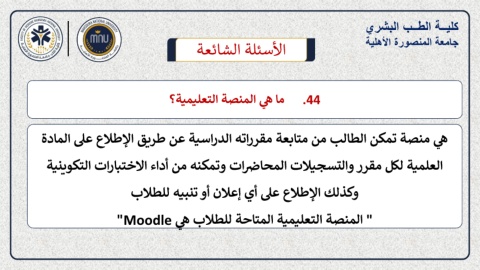 كلية الطب البشري
جامعة المنصورة الأهلية
MNU
الأسئلة الشائعة
44. ما هي المنصة التعليمية؟
هي منصة تمكن الطالب من متابعة مقرراته الدراسية عن طريق الإطلاع على المادة
العلمية لكل مقرر والتسجيلات المحاضرات وتمكنه من أداء الاختبارات التكوينية
وكذلك الإطلاع على أي إعلان أو تنبيه للطلاب
" المنصة التعليمية المتاحة للطلاب هي Moodle"